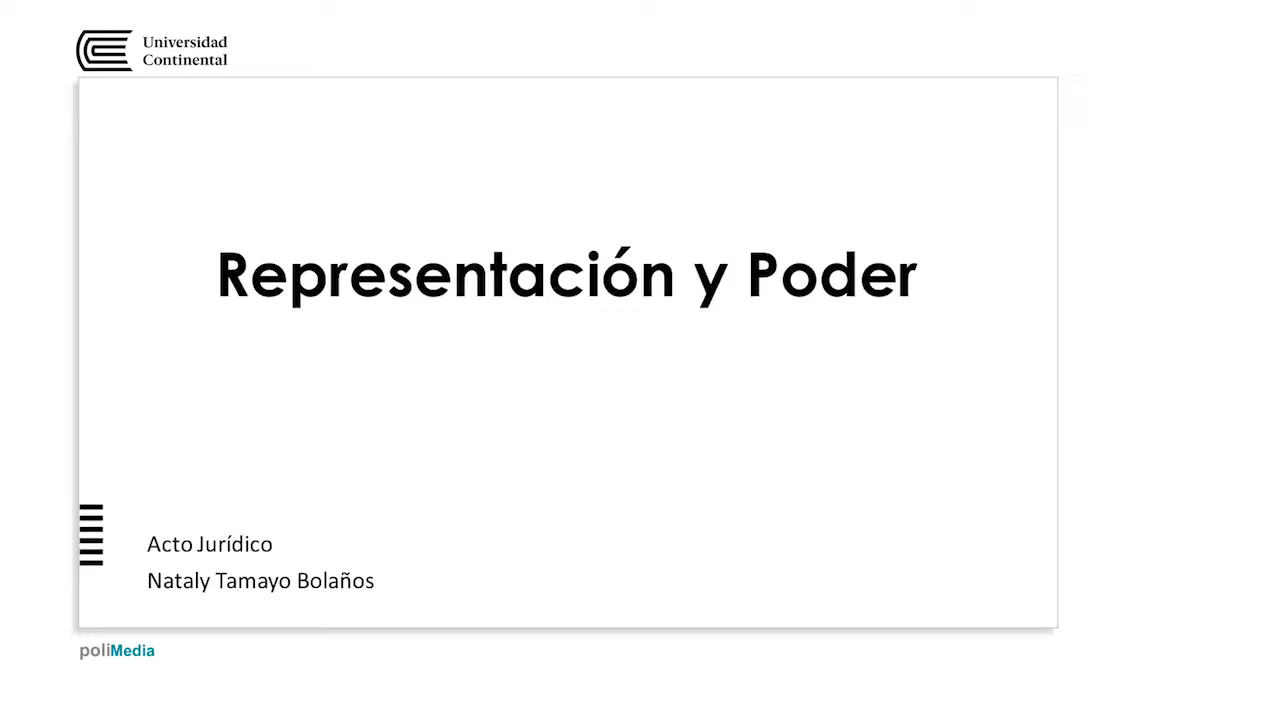 Universidad
Continental
Representación y Poder
Acto Jurídico
Nataly Tamayo Bolaños
poliMedia